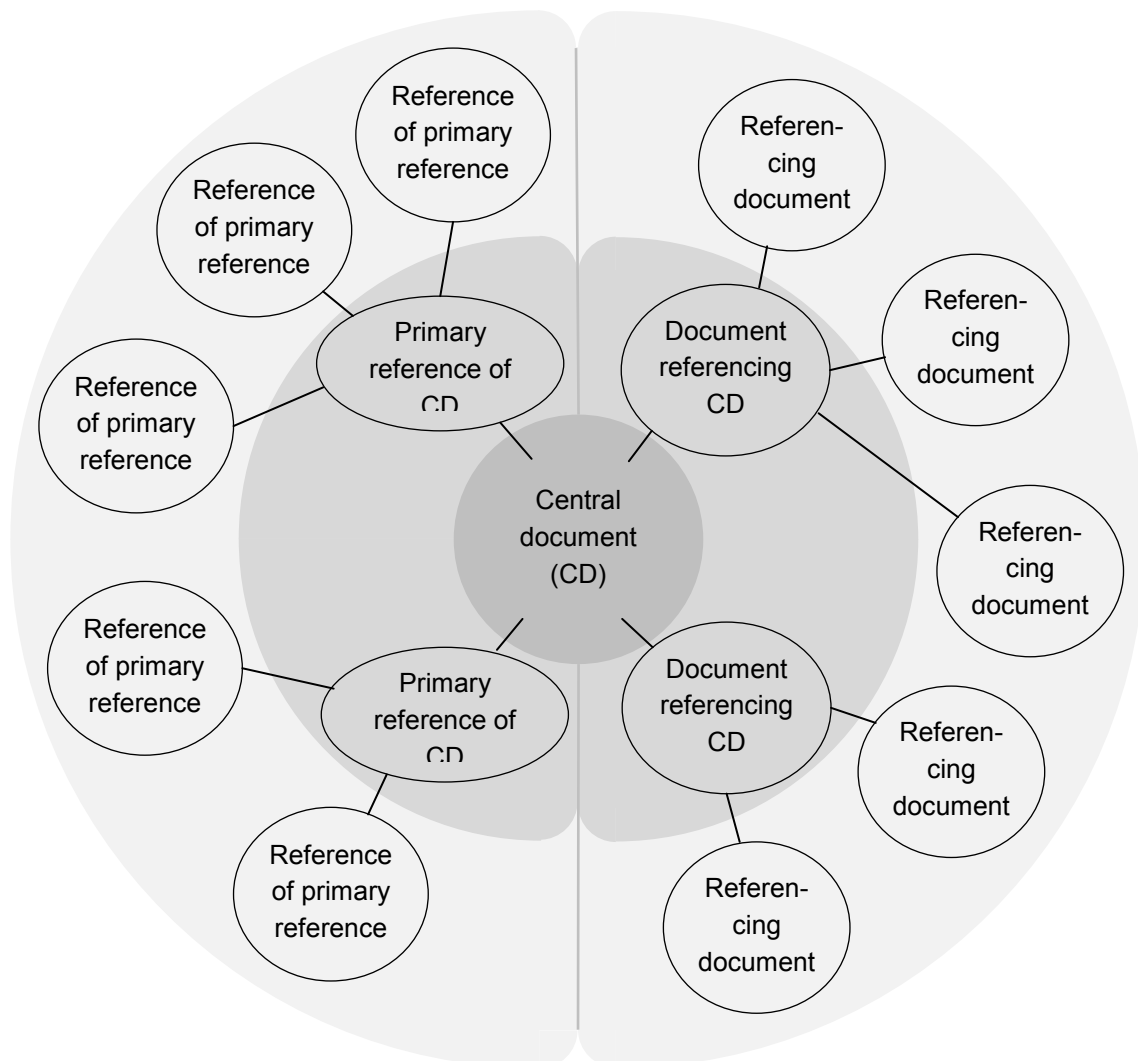 Reference
of primary
reference
Reference
of primary
reference
Reference
of primary
reference
Primary
reference of
CD
Referen-
cing
document
Document
referencing
CD
Referen-
cing
document
Referen-
cing
document
Central
document
(CD)
Reference
of primary
reference
Primary
reference of
CD
Reference
of primary
reference
Document
referencing
CD
Referen-
cing
document
Referen-
cing
document